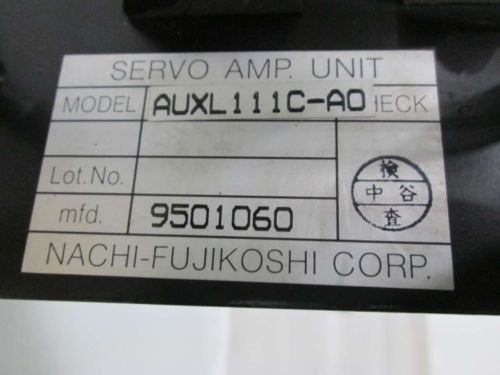 SERVO AMP. UNIT
MODEL AUXL111C-A0 HECK
Lot.No.
検
中谷
査
mfd. 9501060
NACHI-FUJIKOSHI CORP.